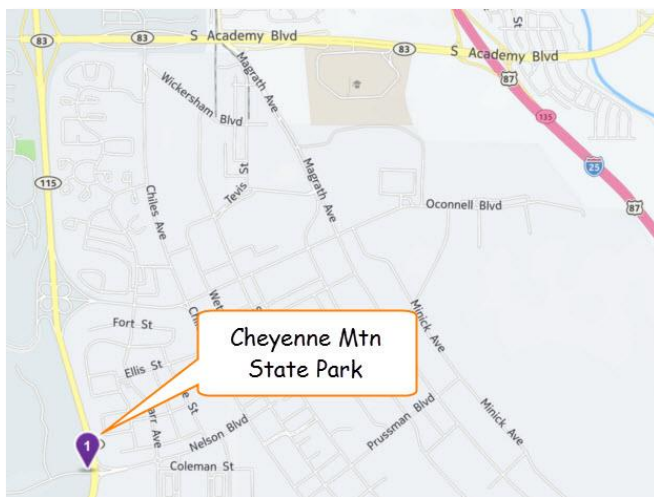 83
83
S Academy Blvd
83
S Academy Blvd
St
87
135
25
87
Magrath Ave
Wickersham Blvd
115
Chiles Ave
Tevis
St
Magrath Ave
Oconnell Blvd
Minick Ave
Fort St
Ellis St
Nelson Blvd
Coleman St
Prussman Blvd
Minick Ave
Cheyenne Mtn
State Park
1